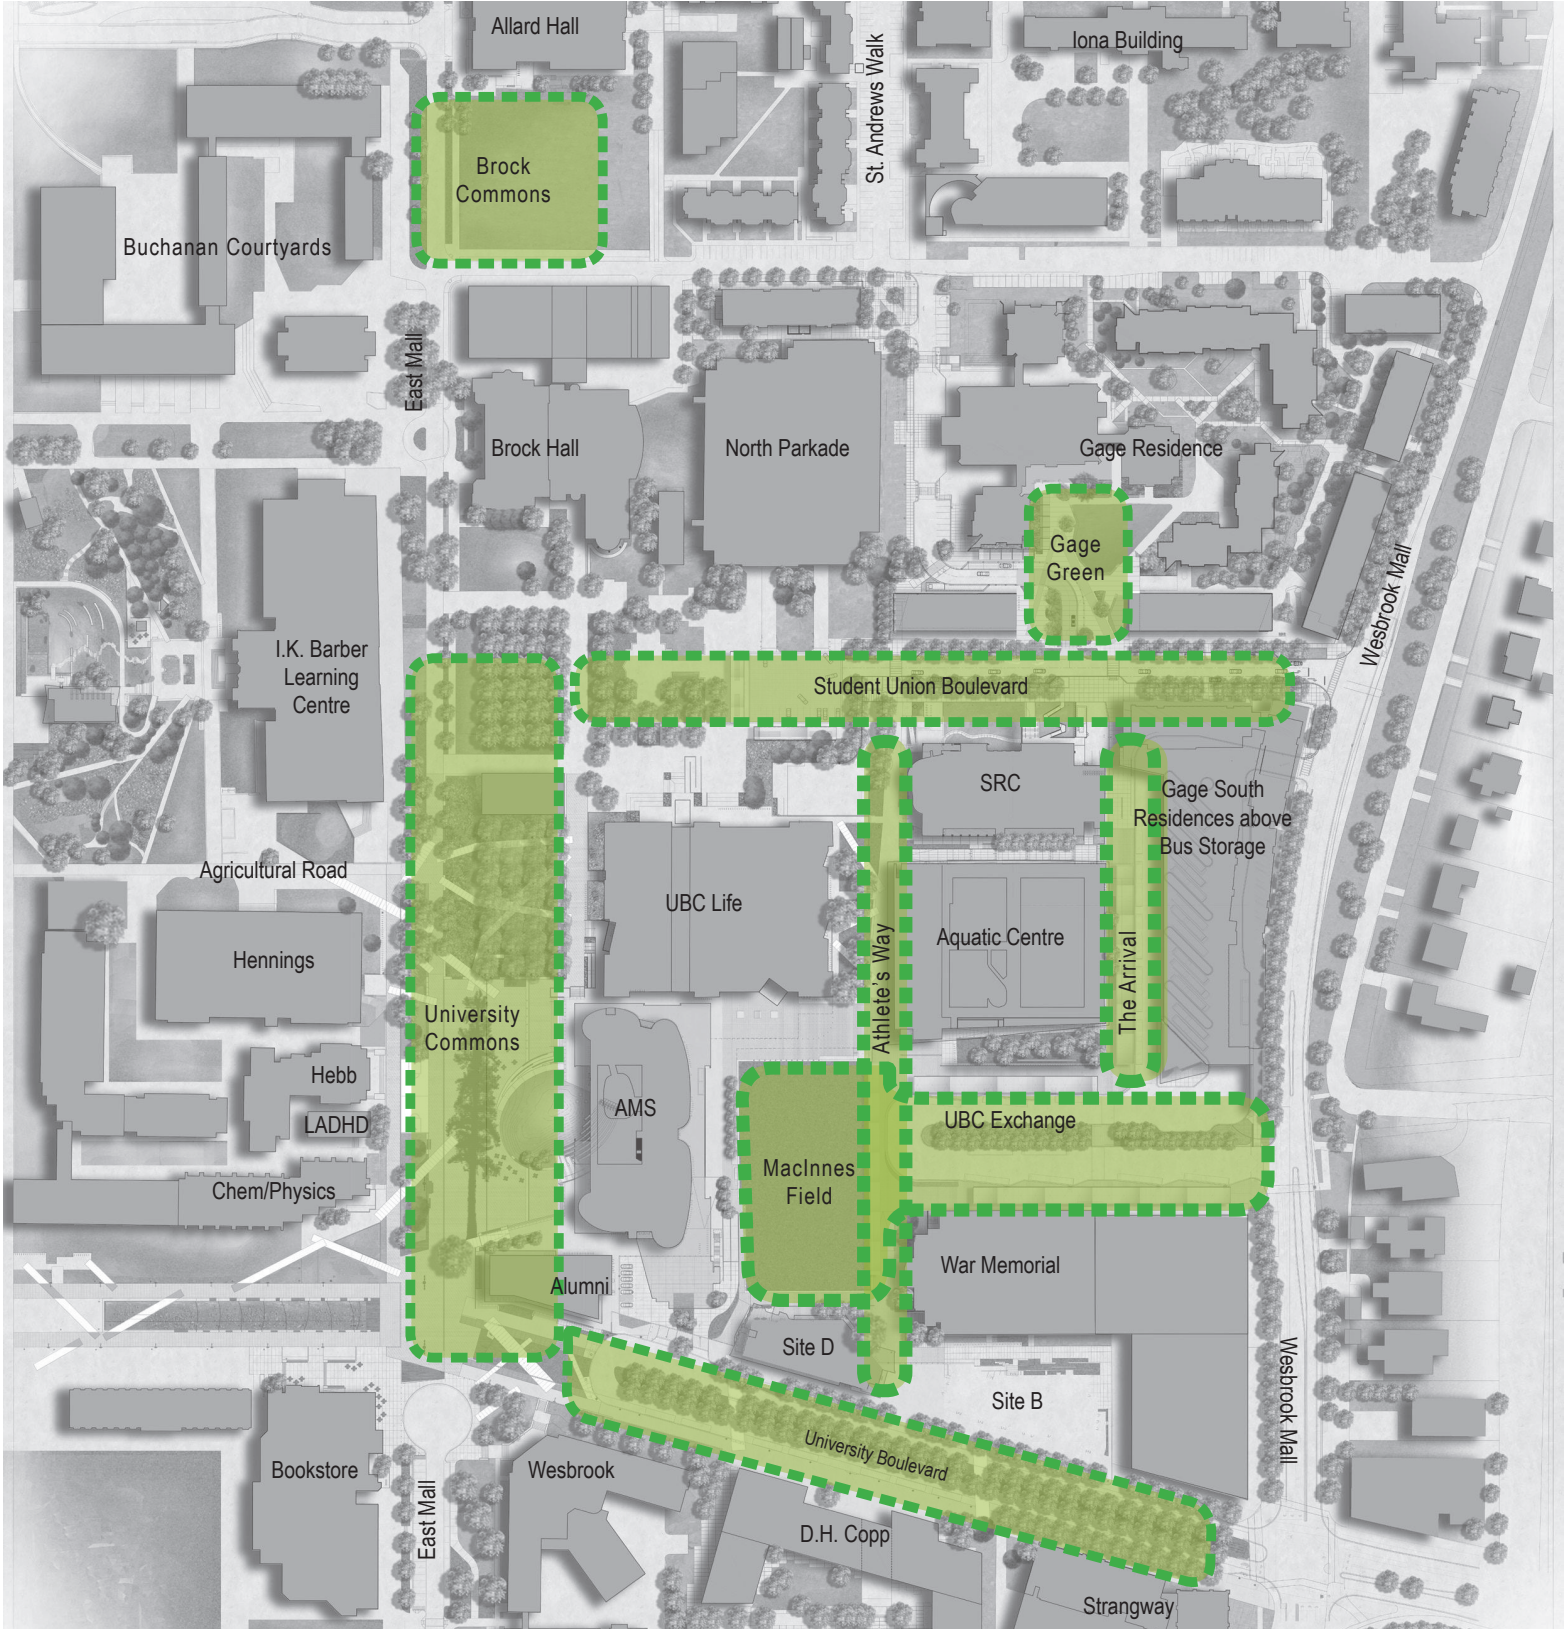 Allard Hall
St. Andrews Walk
Iona Building
Brock
Commons
Buchanan Courtyards
East Mall
Brock Hall
North Parkade
Gage Residence
Gage
Green
Wesbrook Mall
I.K. Barber
Learning
Centre
Student Union Boulevard
SRC
Gage South
Residences above
Bus Storage
Agricultural Road
UBC Life
Hennings
Athlete's Way
Aquatic Centre
The Arrival
University
Commons
Hebb
LADHD
AMS
UBC Exchange
Chem/Physics
MacInnes
Field
Alumni
War Memorial
Site D
Site B
Wesbrook Mall
University Boulevard
Bookstore
East Mall
Wesbrook
D.H. Copp
Strangway